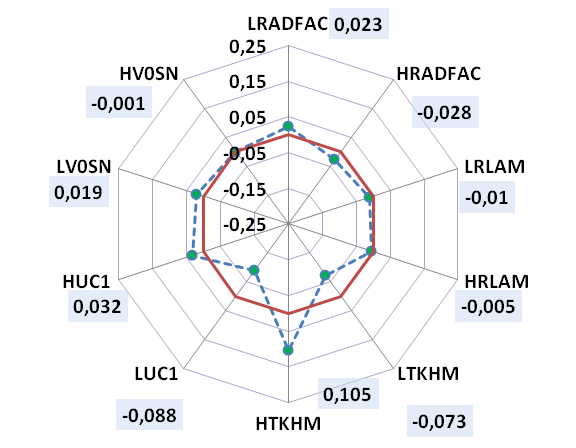 LRADFAC 0,023
0,25
HV0SN
HRADFAC
0,15
-0,001
-0,028
0,05
LV0SN
-0,05
LRLAM
0,019
-0,01
-0,15
-0,25
HUC1
HRLAM
0,032
-0,005
LUC1
LTKHM
0,105
-0,088
HTKHM
-0,073